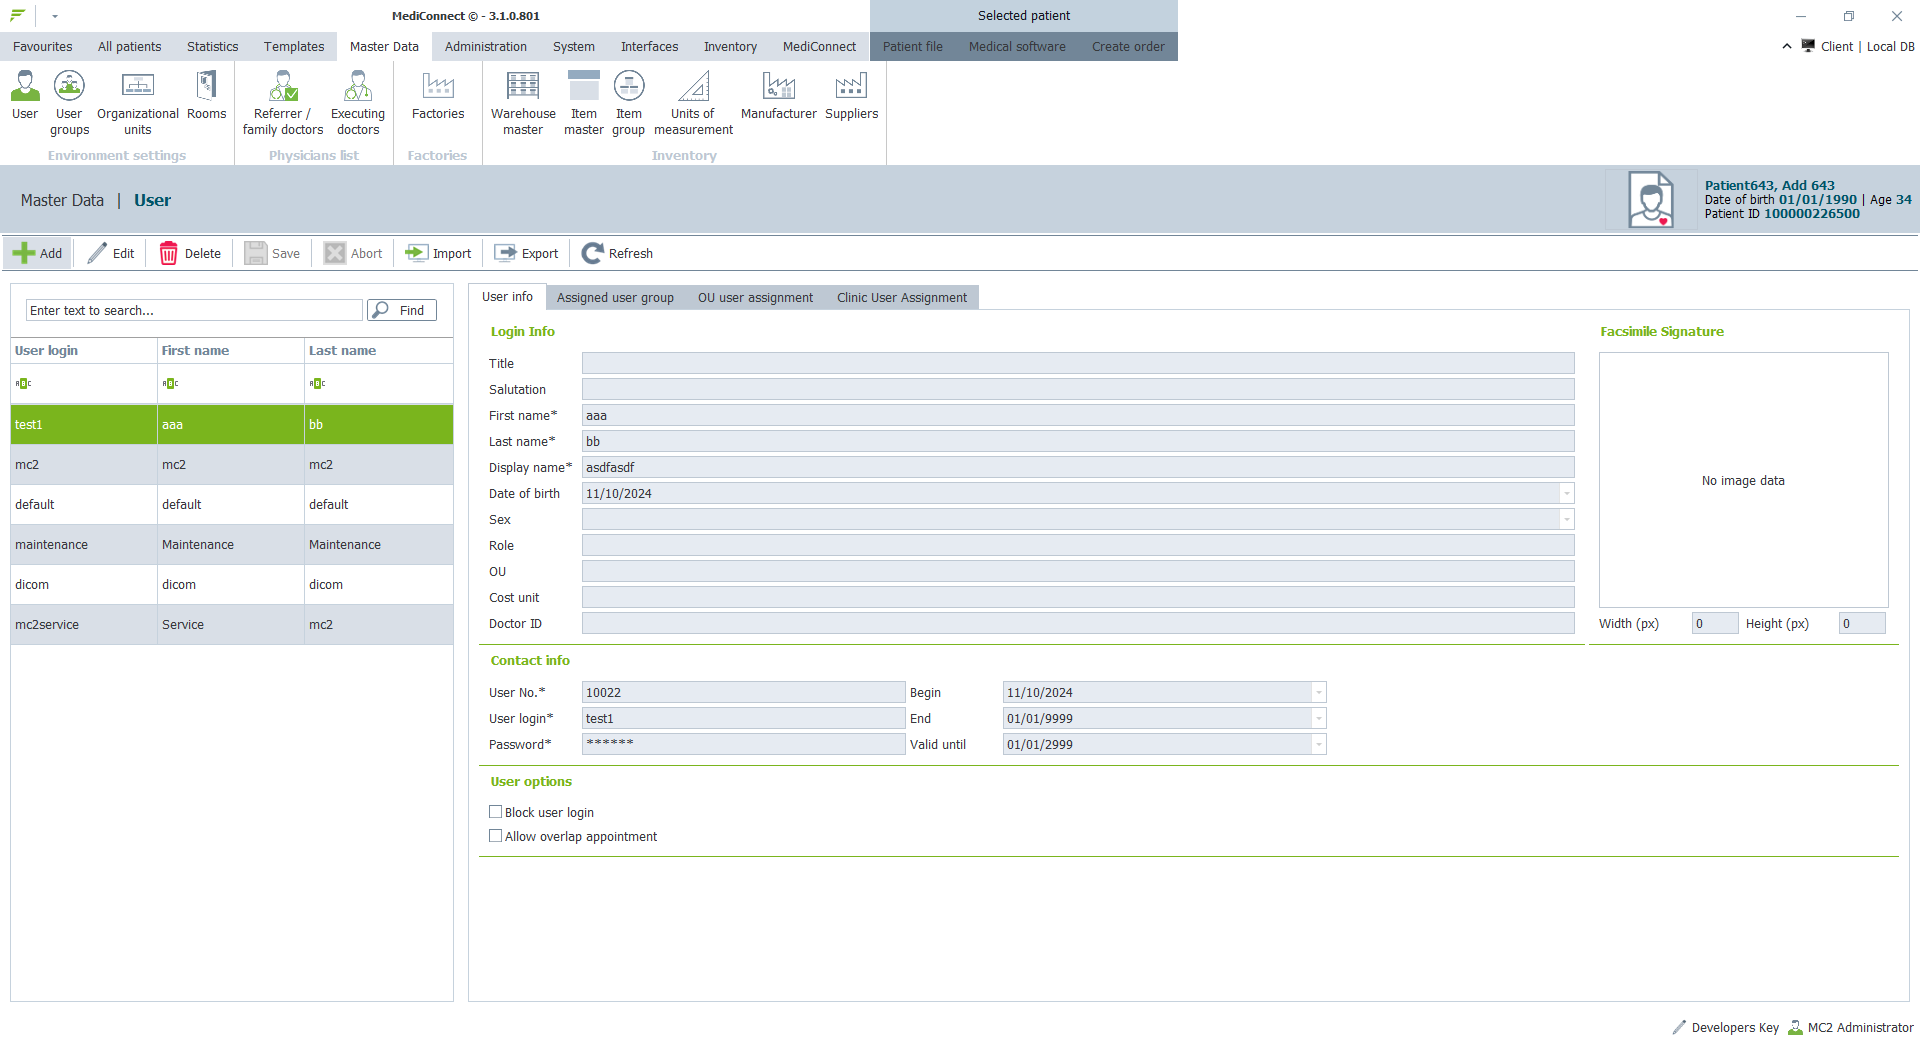 MediConnect © - 3.1.0.801
Selected patient
Favourites All patients Statistics Templates Master Data Administration System Interfaces Inventory MediConnect Patient file Medical software Create order
Client | Local DB
User
User groups
Organizational units
Rooms
Environment settings
Referrer / family doctors
Executing doctors
Physicians list
Factories
Factories
Warehouse master
Item master
Item group
Units of measurement
Manufacturer
Suppliers
Inventory
Master Data | User
Patient643, Add 643
Date of birth 01/01/1990 | Age 34
Patient ID 100000226500
Add Edit Delete Save Abort Import Export Refresh
Enter text to search... Find
User login First name Last name
ABC ABC ABC
test1 aaa bb
mc2 mc2 mc2
default default default
maintenance Maintenance Maintenance
dicom dicom dicom
mc2service Service mc2
User info Assigned user group OU user assignment Clinic User Assignment
Login Info
Title
Salutation
First name* aaa
Last name* bb
Display name* asdfasdf
Date of birth 11/10/2024
Sex
Role
OU
Cost unit
Doctor ID
Facsimile Signature
No image data
Width (px) 0 Height (px) 0
Contact info
User No.* 10022 Begin 11/10/2024
User login* test1 End 01/01/9999
Password* ****** Valid until 01/01/2999
User options
Block user login
Allow overlap appointment
Developers Key MC2 Administrator